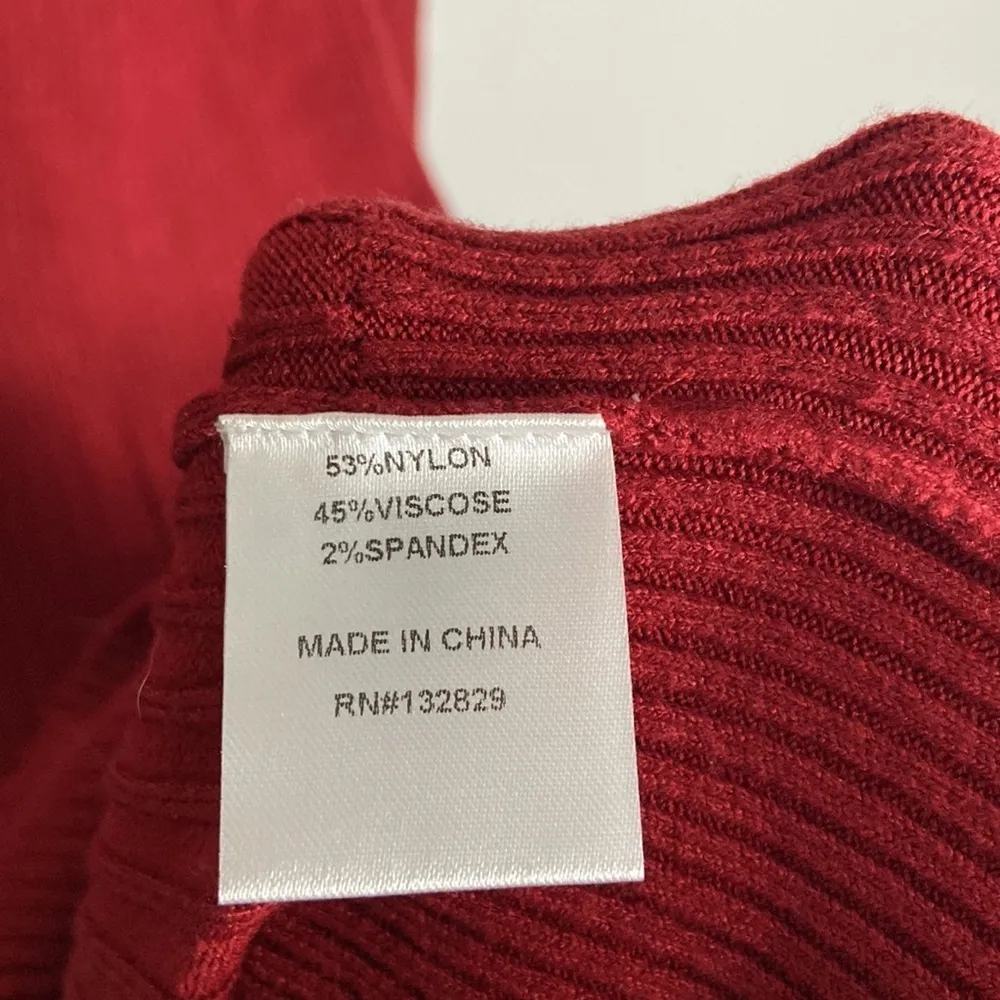 53%NYLON
45%VISCOSE
2%SPANDEX
MADE IN CHINA
RN#132829